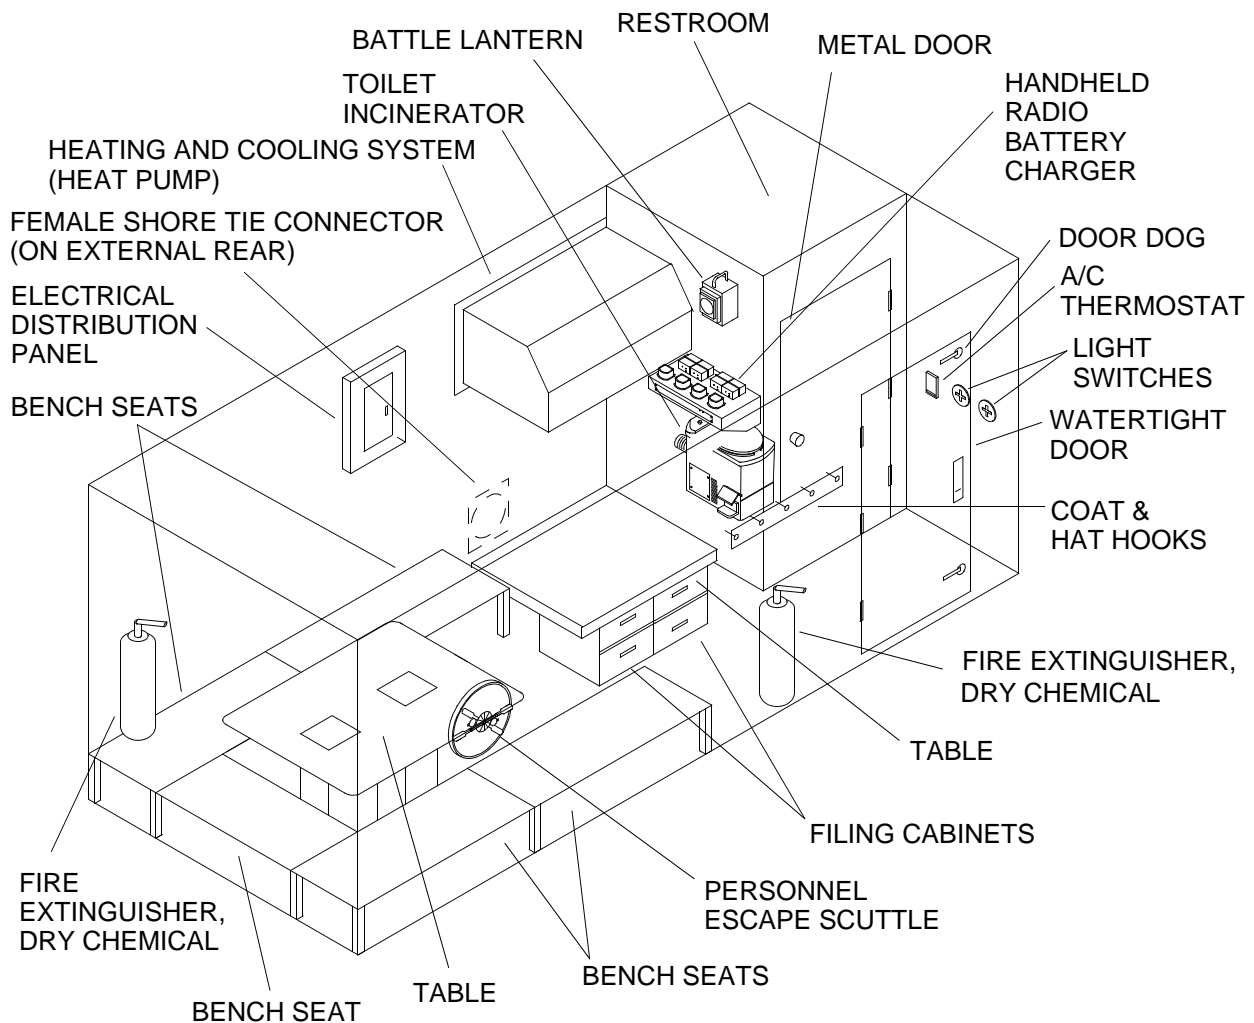 RESTROOM
BATTLE LANTERN
METAL DOOR
TOILET
INCINERATOR
HANDHELD
RADIO
BATTERY
CHARGER
HEATING AND COOLING SYSTEM
(HEAT PUMP)
FEMALE SHORE TIE CONNECTOR
(ON EXTERNAL REAR)
DOOR DOG
A/C
THERMOSTAT
ELECTRICAL
DISTRIBUTION
PANEL
LIGHT
SWITCHES
BENCH SEATS
WATERTIGHT
DOOR
COAT &
HAT HOOKS
FIRE EXTINGUISHER,
DRY CHEMICAL
TABLE
FILING CABINETS
FIRE
EXTINGUISHER,
DRY CHEMICAL
PERSONNEL
ESCAPE SCUTTLE
BENCH SEATS
TABLE
BENCH SEAT